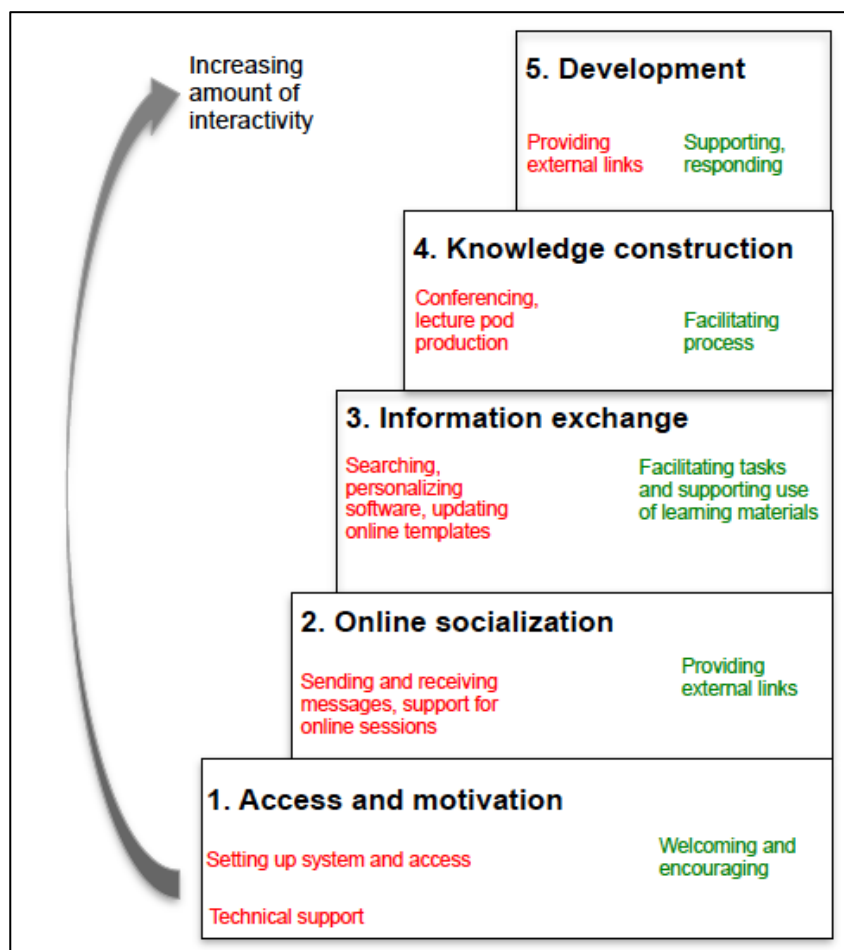 Increasing
amount of
interactivity
5. Development
Providing
external links
Supporting,
responding
4. Knowledge construction
Conferencing,
lecture pod
production
Facilitating
process
3. Information exchange
Searching,
personalizing
software, updating
online templates
Facilitating tasks
and supporting use
of learning materials
2. Online socialization
Sending and receiving
messages, support for
online sessions
Providing
external links
1. Access and motivation
Setting up system and access
Technical support
Welcoming and
encouraging